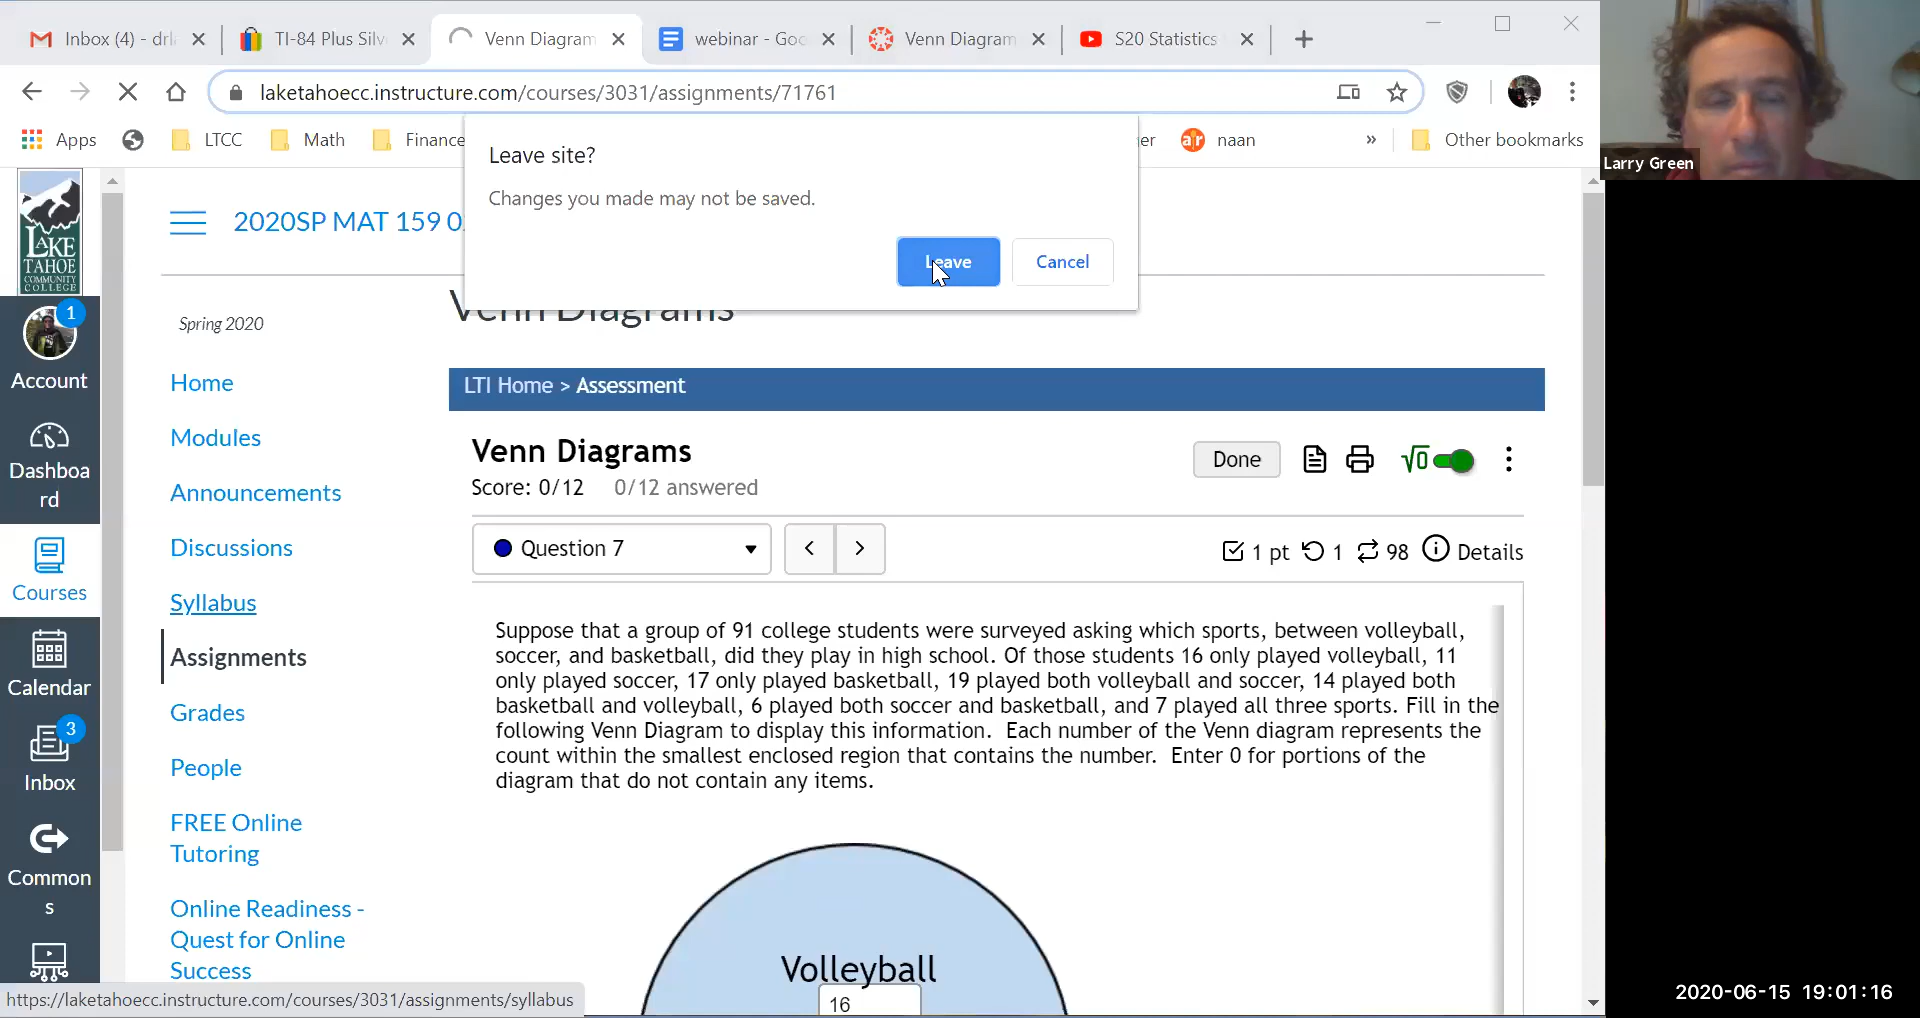 Inbox (4) - drl
TI-84 Plus Silv
Venn Diagram
webinar - Goo
Venn Diagram
S20 Statistics
laketahoecc.instructure.com/courses/3031/assignments/71761
Apps
LTCC
Math
Finance
er
naan
»
Other bookmarks
Larry Green
Leave site?
Changes you made may not be saved.
Leave
Cancel
LAKE
TAHOE
COMMUNITY
COLLEGE
2020SP MAT 159 0
1
Account
Dashboa
rd
Courses
Calendar
3
Inbox
Common
s
Spring 2020
Home
Modules
Announcements
Discussions
Syllabus
Assignments
Grades
People
FREE Online
Tutoring
Online Readiness -
Quest for Online
Success
Venn Diagrams
LTI Home > Assessment
Venn Diagrams
Done
√0
Score: 0/12 0/12 answered
Question 7
< >
1 pt 1 98 Details
Suppose that a group of 91 college students were surveyed asking which sports, between volleyball,
soccer, and basketball, did they play in high school. Of those students 16 only played volleyball, 11
only played soccer, 17 only played basketball, 19 played both volleyball and soccer, 14 played both
basketball and volleyball, 6 played both soccer and basketball, and 7 played all three sports. Fill in the
following Venn Diagram to display this information. Each number of the Venn diagram represents the
count within the smallest enclosed region that contains the number. Enter 0 for portions of the
diagram that do not contain any items.
Volleyball
16
https://laketahoecc.instructure.com/courses/3031/assignments/syllabus
2020-06-15 19:01:16